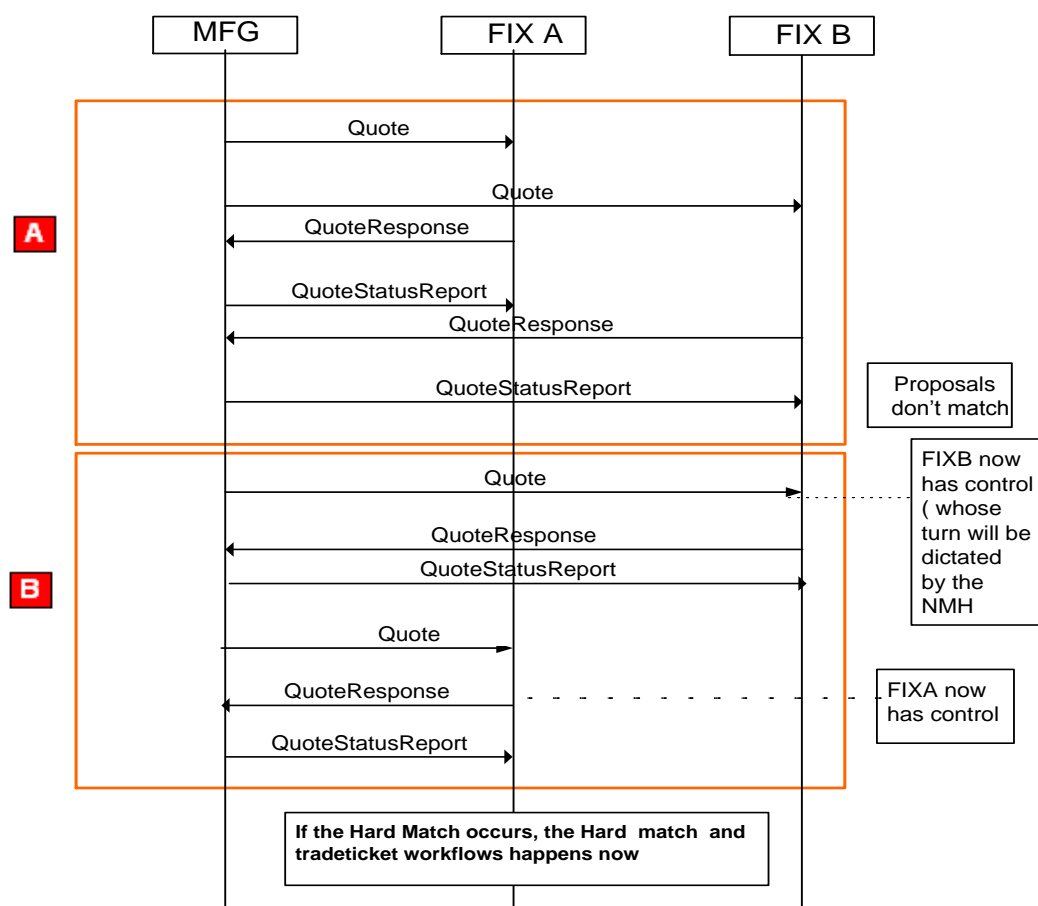 MFG
FIX A
FIX B
Quote
Quote
A
QuoteResponse
QuoteStatusReport
QuoteResponse
QuoteStatusReport
Proposals
don't match
Quote
FIXB now
has control
( whose
turn will be
dictated
by the
NMH
QuoteResponse
QuoteStatusReport
B
Quote
QuoteResponse
FIXA now
has control
QuoteStatusReport
If the Hard Match occurs, the Hard match and
tradeticket workflows happens now